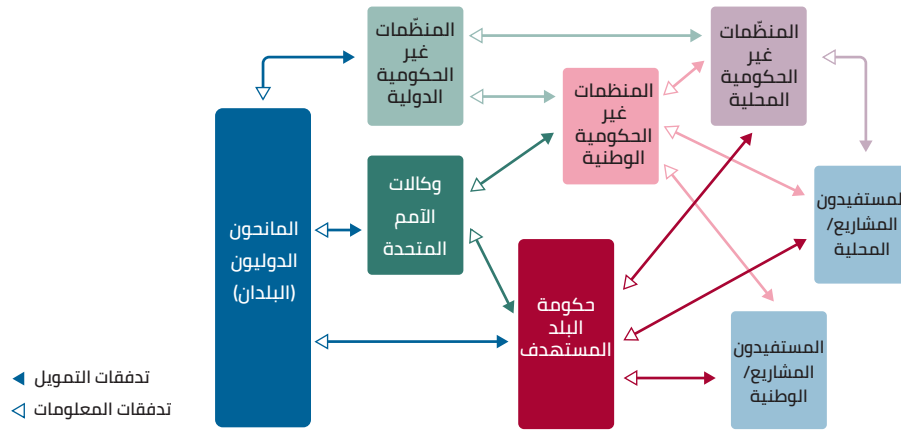 المنظّمات
غير
الحكومية
المحلية
المنظمات
غير
الحكومية
الوطنية
المنظّمات
غير
الحكومية
الدولية
المستفيدون
المشاريع/
المحلية
وكالات
الأمم
المتحدة
المانحون
الدوليون
(البلدان)
حكومة
البلد
المستهدف
المستفيدون
المشاريع/
الوطنية
تدفقات التمويل
تدفقات المعلومات